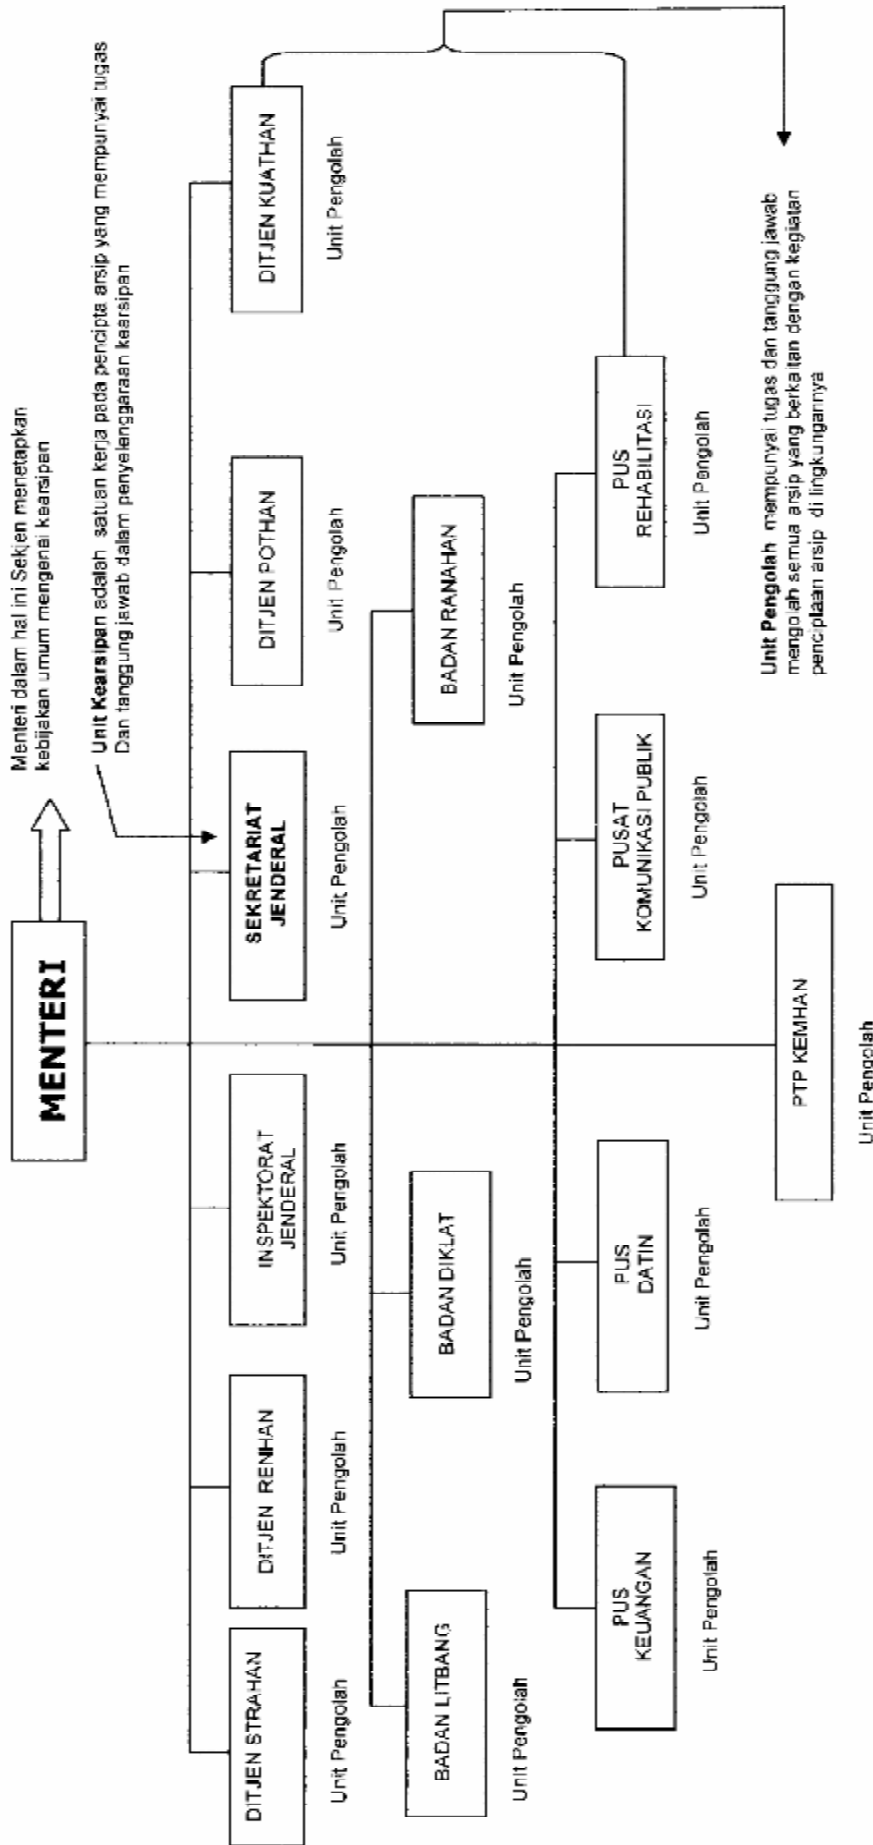 MENTERI
Menteri dalam hal ini Sekjen menetapkan
kebijakan umum mengenai kearsipan
Unit Kearsipan adalah satuan kerja pada pencipta arsip yang mempunyai tugas
Dan tanggung jawab dalam penyelenggaraan kearsipan
DITJEN STRAHAN
Unit Pengolah
DITJEN RENHAN
Unit Pengolah
INSPEKTORAT
JENDERAL
Unit Pengolah
SEKRETARIAT
JENDERAL
Unit Pengolah
DITJEN POTHAN
Unit Pengolah
DITJEN KUATHAN
Unit Pengolah
BADAN LITBANG
Unit Pengolah
BADAN DIKLAT
Unit Pengolah
BADAN RANAHAN
Unit Pengolah
PUS
KEUANGAN
Unit Pengolah
PUS
DATIN
Unit Pengolah
PUSAT
KOMUNIKASI PUBLIK
Unit Pengolah
PUS
REHABILITASI
Unit Pengolah
PTP KEMHAN
Unit Pengolah
Unit Pengolah mempunyai tugas dan tanggung jawab
mengolah semua arsip yang berkaitan dengan kegiatan
penciplaan arsip di lingkungannya